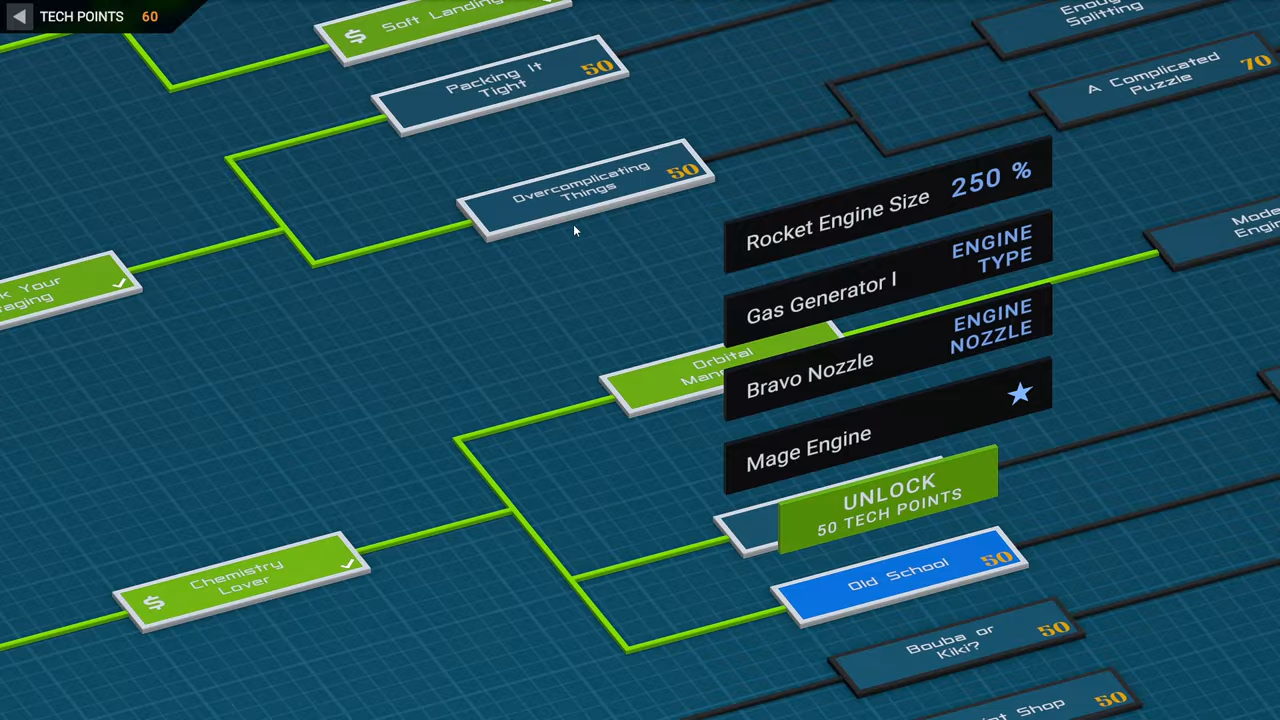 TECH POINTS 60
$ Soft Landing
Packing It
Tight
50
Overcomplicating
Things
50
Splitting
A Complicated
Puzzle
70
Rocket Engine Size 250 %
Gas Generator I
ENGINE
TYPE
Bravo Nozzle
ENGINE
NOZZLE
Mage Engine
Orbital
UNLOCK
50 TECH POINTS
Your
$ Chemistry
Lover
Old School 50
Bouba or
Kiki?
50
Shop
50